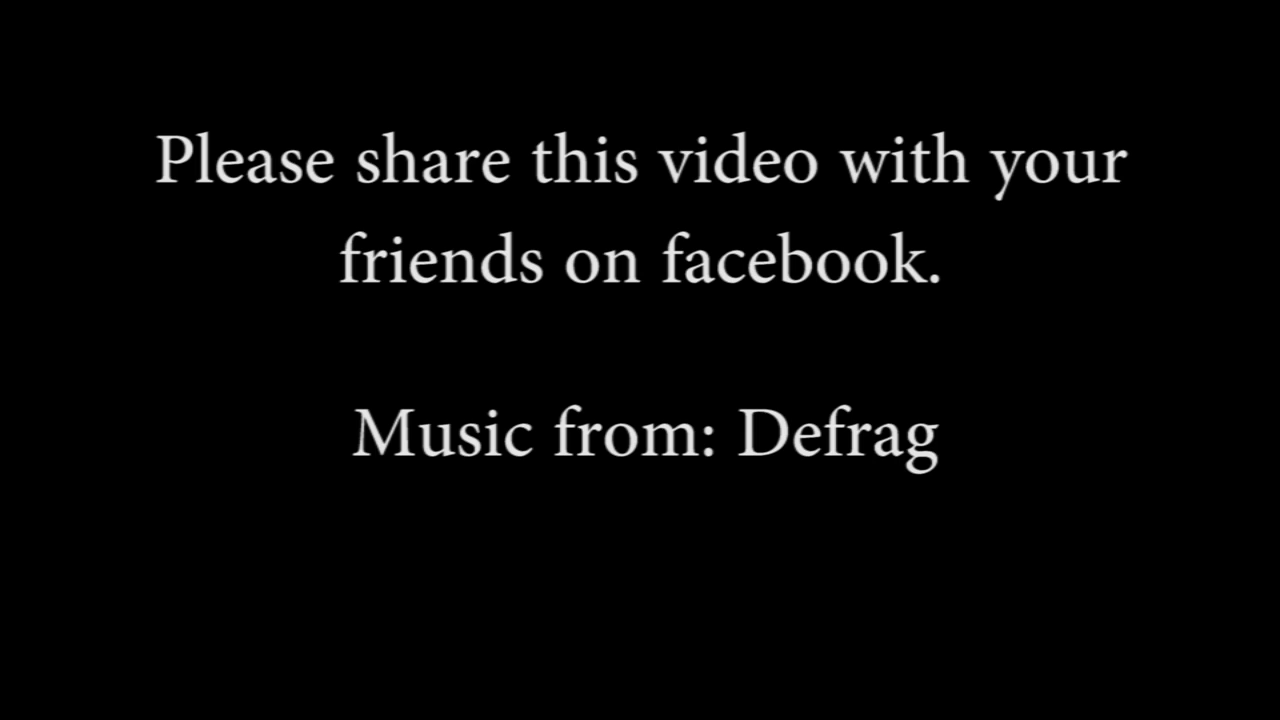 Please share this video with your
friends on facebook.
Music from: Defrag